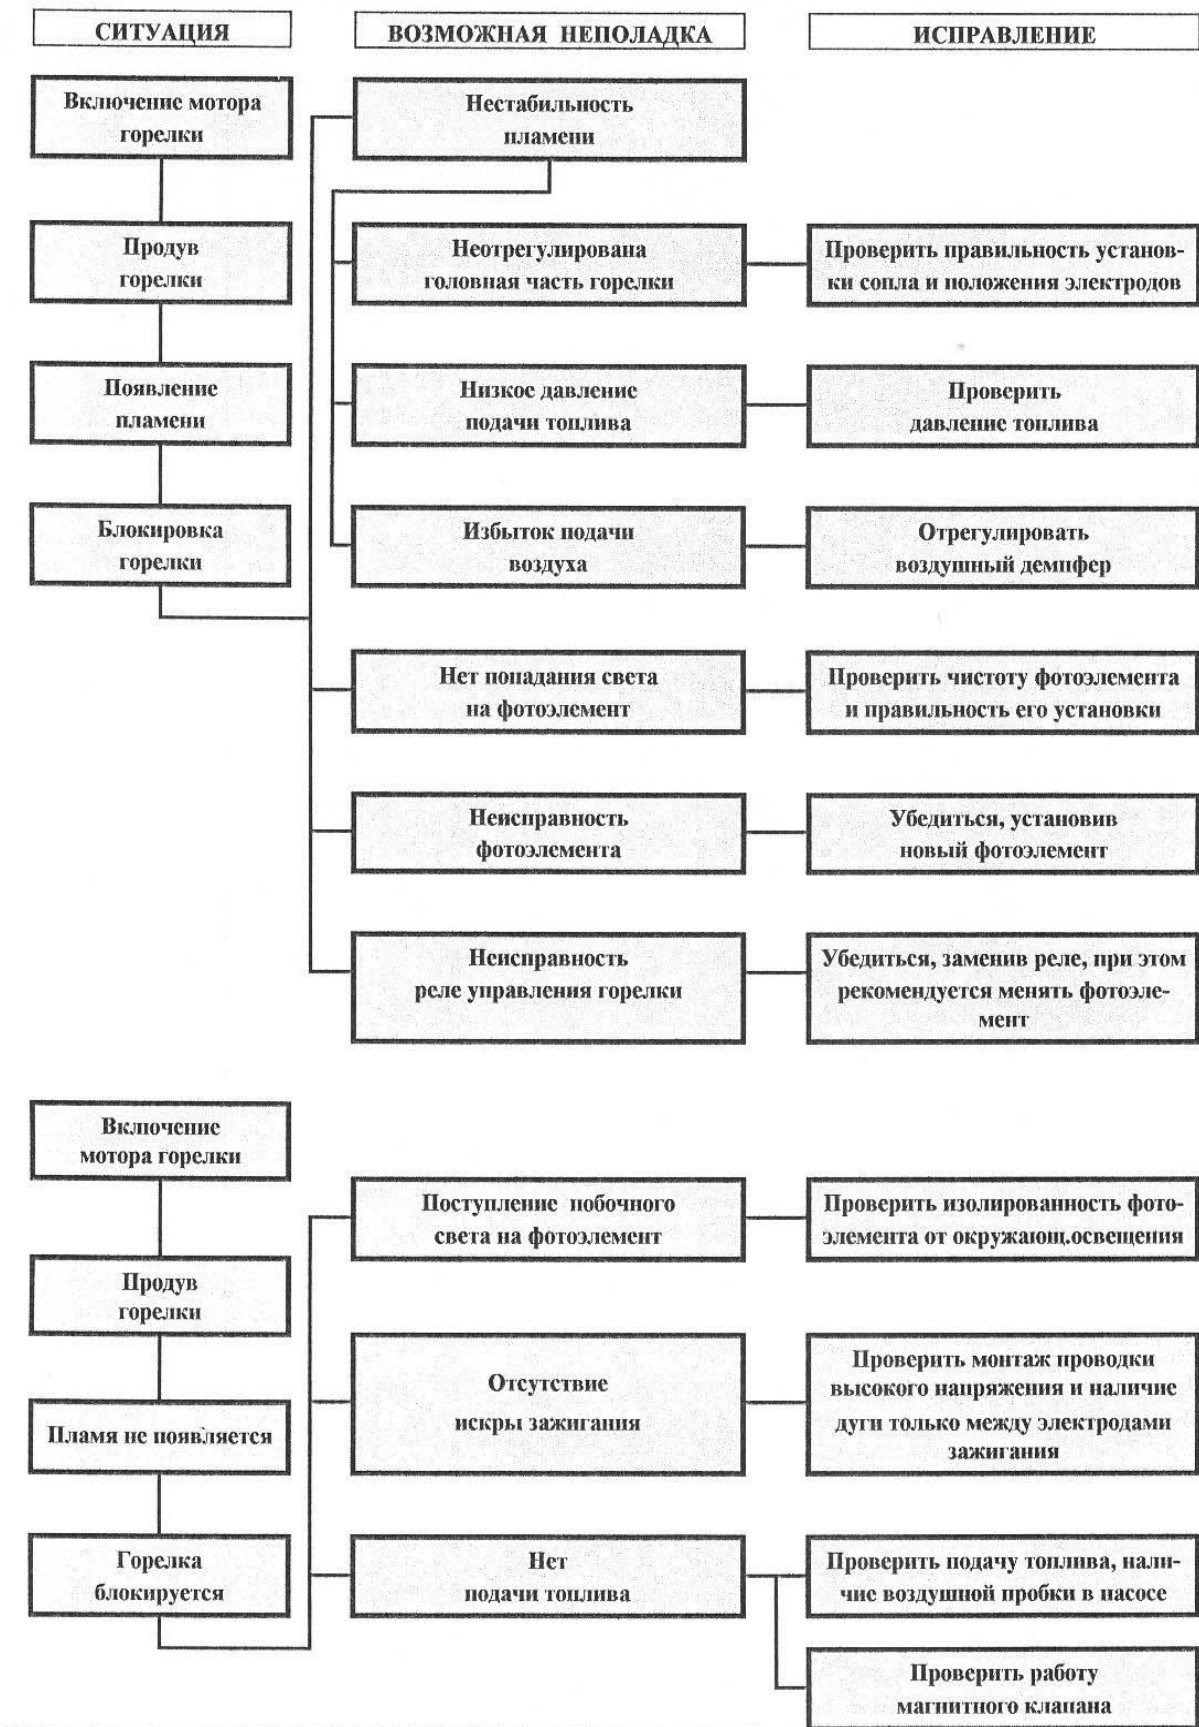 СИТУАЦИЯ
ВОЗМОЖНАЯ НЕПОЛАДКА
ИСПРАВЛЕНИЕ
Включение мотора
горелки
Продув
горелки
Появление
пламени
Блокировка
горелки
Нестабильность
пламени
Неотрегулирована
головная часть горелки
Проверить правильность установ-
ки сопла и положения электродов
Низкое давление
подачи топлива
Проверить
давление топлива
Избыток подачи
воздуха
Отрегулировать
воздушный демпфер
Нет попадания света
на фотоэлемент
Проверить чистоту фотоэлемента
и правильность его установки
Неисправность
фотоэлемента
Убедиться, установив
новый фотоэлемент
Неисправность
реле управления горелки
Убедиться, заменив реле, при этом
рекомендуется менять фотоэле-
мент
Включение
мотора горелки
Продув
горелки
Пламя не появляется
Горелка
блокируется
Поступление побочного
света на фотоэлемент
Проверить изолированность фото-
элемента от окружающ.освещения
Отсутствие
искры зажигания
Проверить монтаж проводки
высокого напряжения и наличие
дуги только между электродами
зажигания
Нет
подачи топлива
Проверить подачу топлива, нали-
чие воздушной пробки в насосе
Проверить работу
магнитного клапана